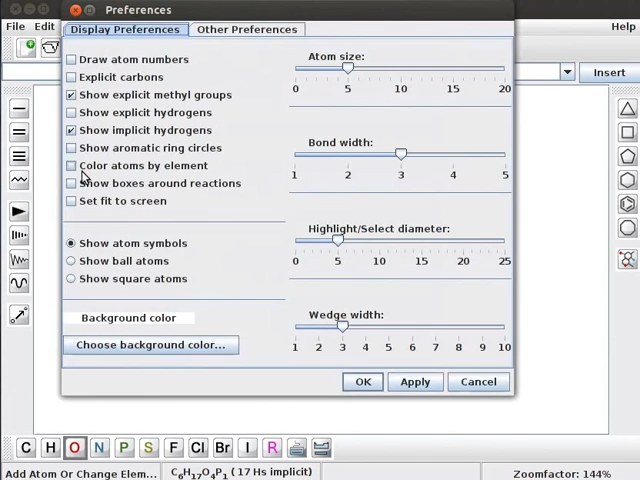 Preferences
File Edit
Help
Display Preferences Other Preferences
Insert
Draw atom numbers
Explicit carbons
Show explicit methyl groups
Show explicit hydrogens
Show implicit hydrogens
Show aromatic ring circles
Color atoms by element
Show boxes around reactions
Set fit to screen
Show atom symbols
Show ball atoms
Show square atoms
Background color
Choose background color...
Atom size:
0 5 10 15 20
Bond width:
1 2 3 4 5
Highlight/Select diameter:
0 5 10 15 20 25
Wedge width:
1 2 3 4 5 6 7 8 9 10
OK Apply Cancel
C H O N P S F Cl Br I R
Add Atom Or Change Elem... C6H17O4P1 (17 Hs implicit) Zoomfactor: 144%